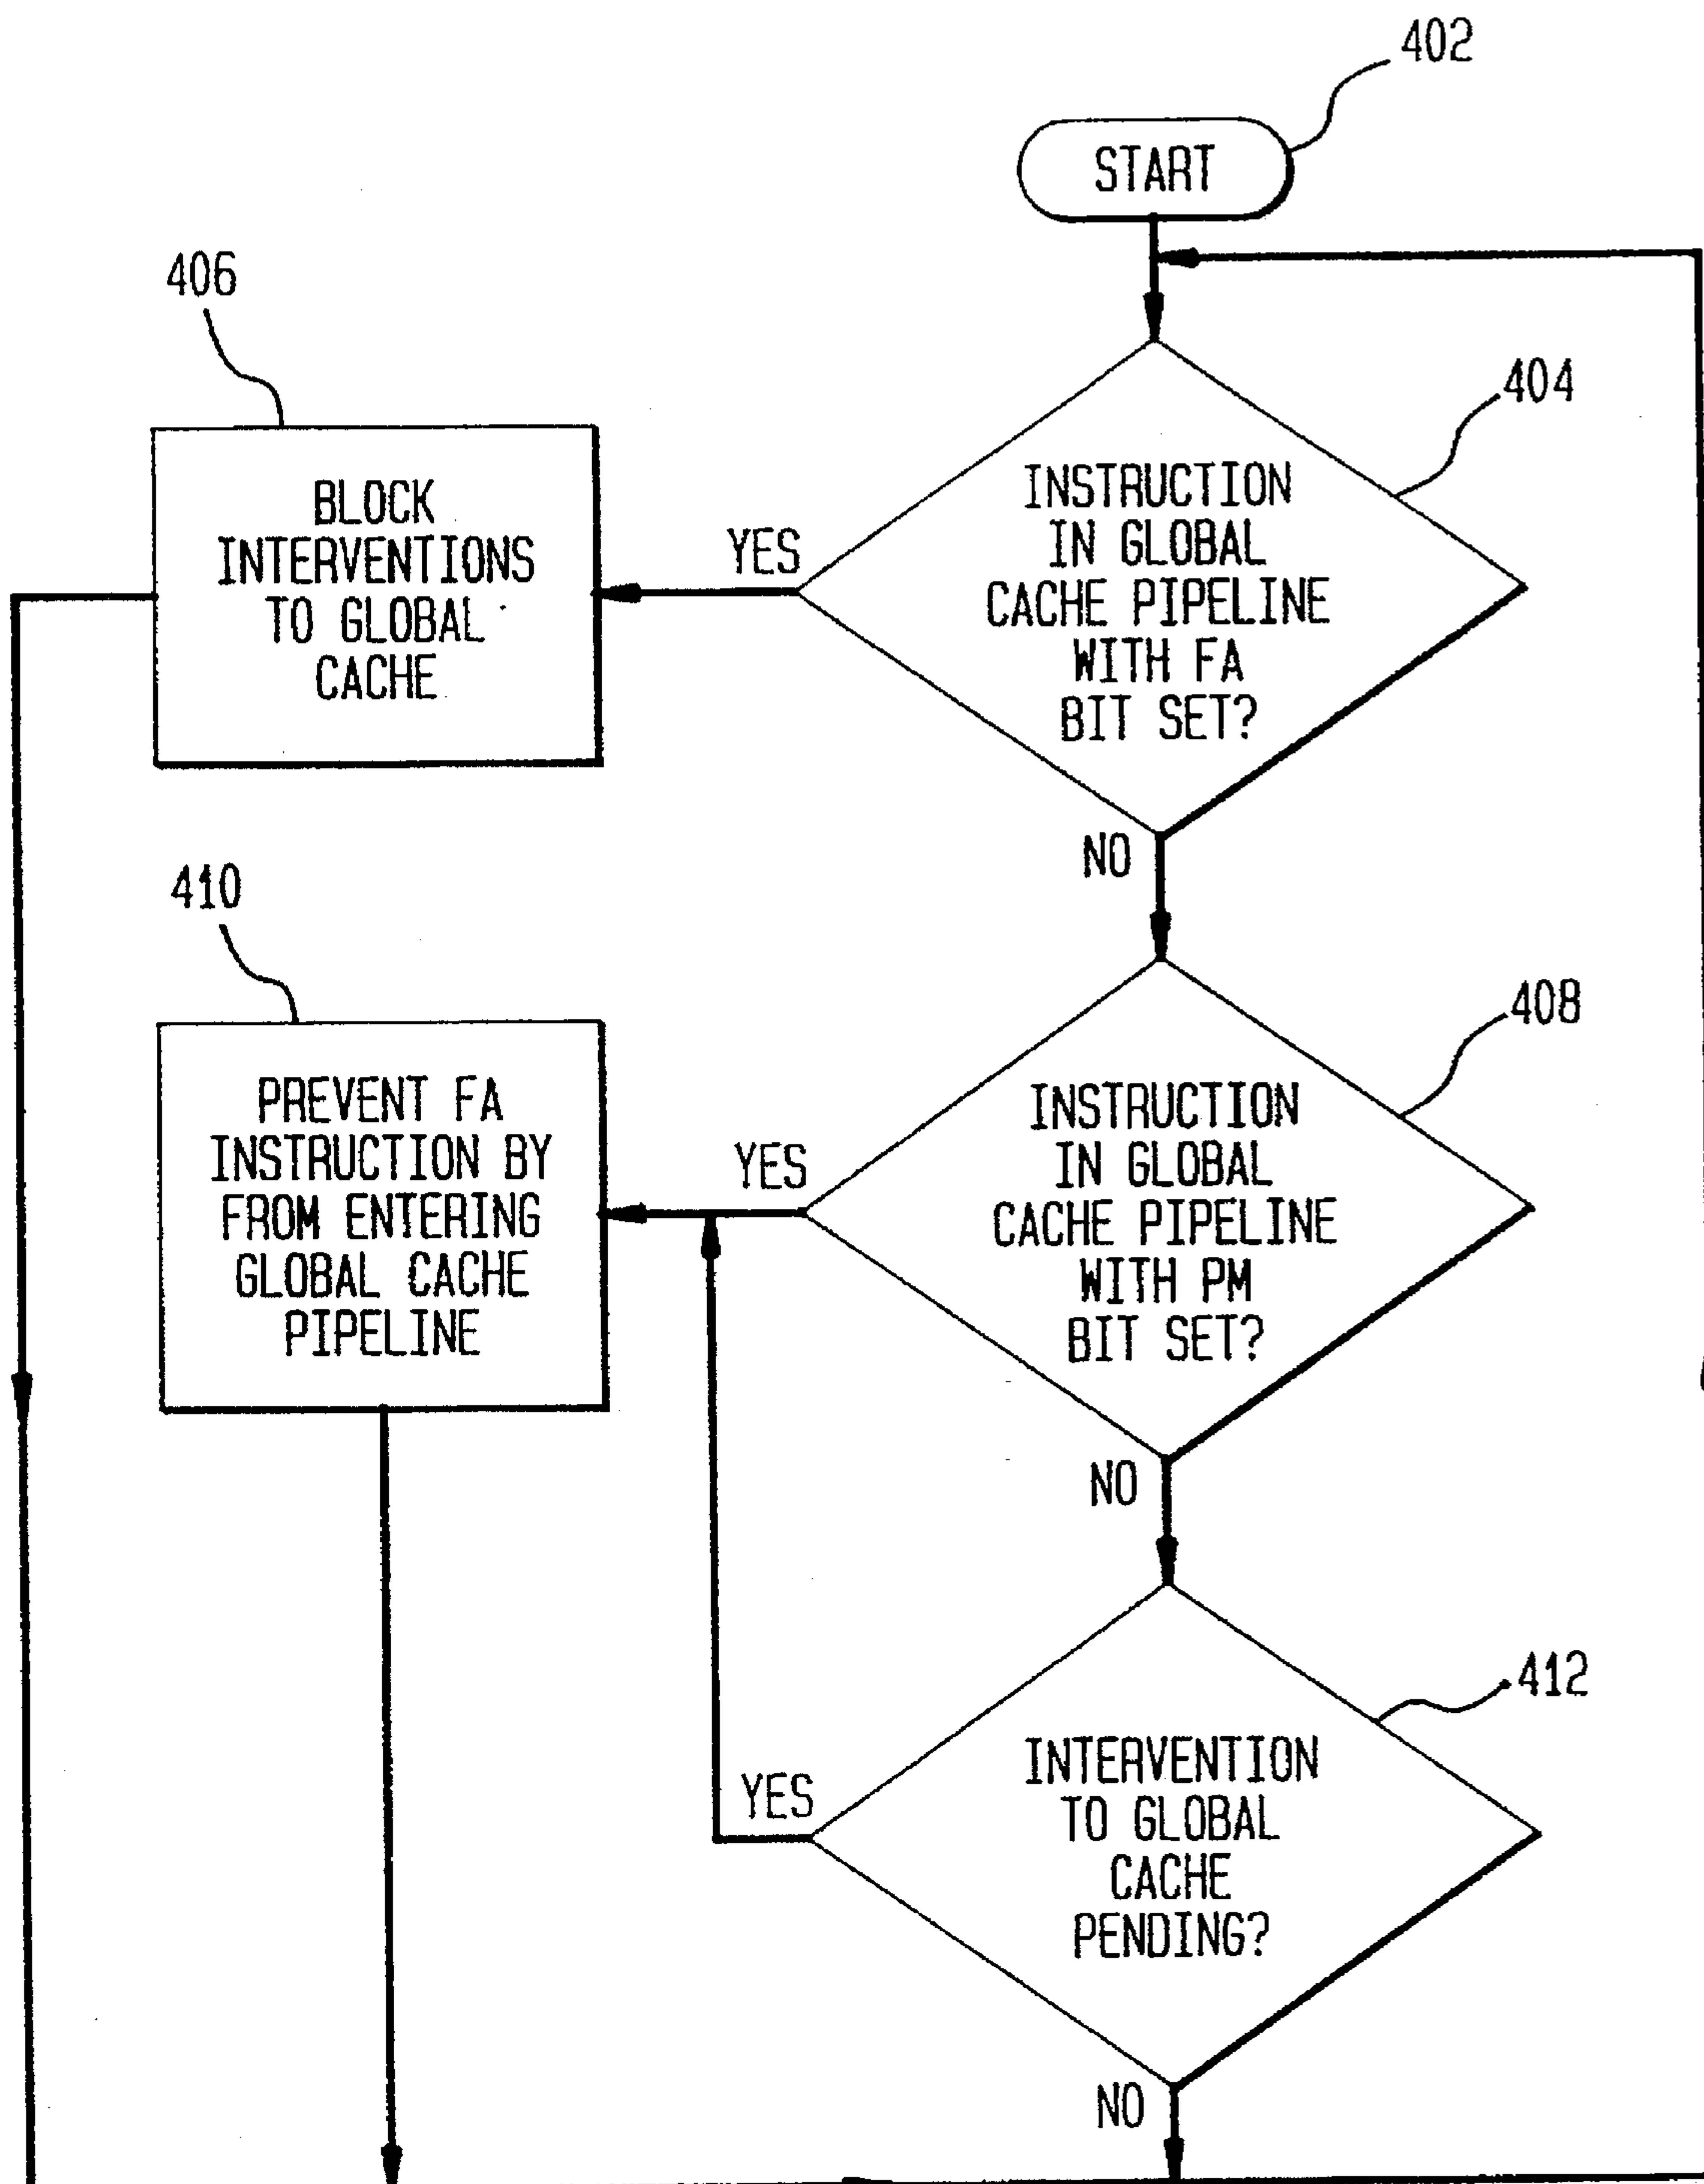 402
START
406
404
BLOCK
INTERVENTIONS
TO GLOBAL
CACHE
YES
INSTRUCTION
IN GLOBAL
CACHE PIPELINE
WITH FA
BIT SET?
NO
410
408
PREVENT FA
INSTRUCTION BY
FROM ENTERING
GLOBAL CACHE
PIPELINE
YES
INSTRUCTION
IN GLOBAL
CACHE PIPELINE
WITH PM
BIT SET?
NO
412
YES
INTERVENTION
TO GLOBAL
CACHE
PENDING?
NO